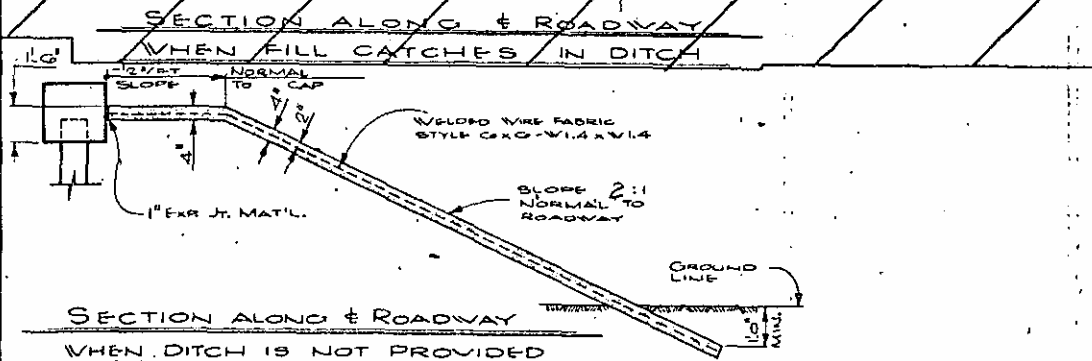 SECTION ALONG ℄ ROADWAY
WHEN FILL CATCHES IN DITCH
1'-6"
1/2"/FT
SLOPE
NORMAL
TO CAP
4"
4"
2"
WELDED WIRE FABRIC
STYLE 6x6-W1.4xW1.4
1" EXP. JT. MAT'L.
SLOPE 2:1
NORMAL TO
ROADWAY
GROUND
LINE
1'-0"
MIN.
SECTION ALONG ℄ ROADWAY
WHEN DITCH IS NOT PROVIDED